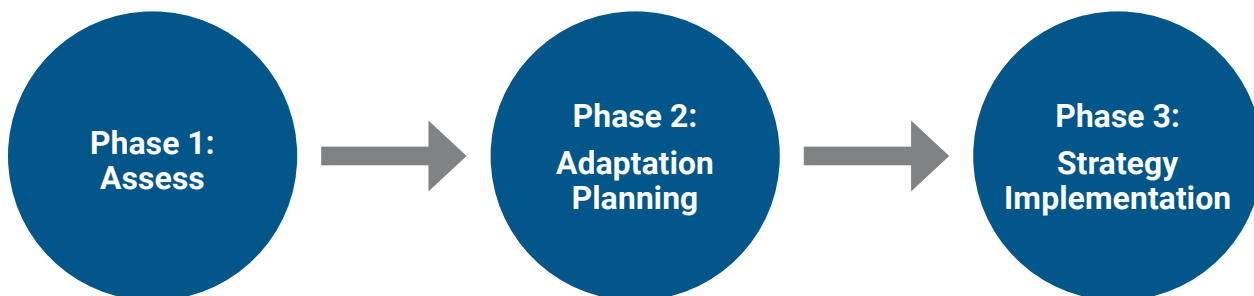 Phase 1:
Assess
Phase 2:
Adaptation
Planning
Phase 3:
Strategy
Implementation